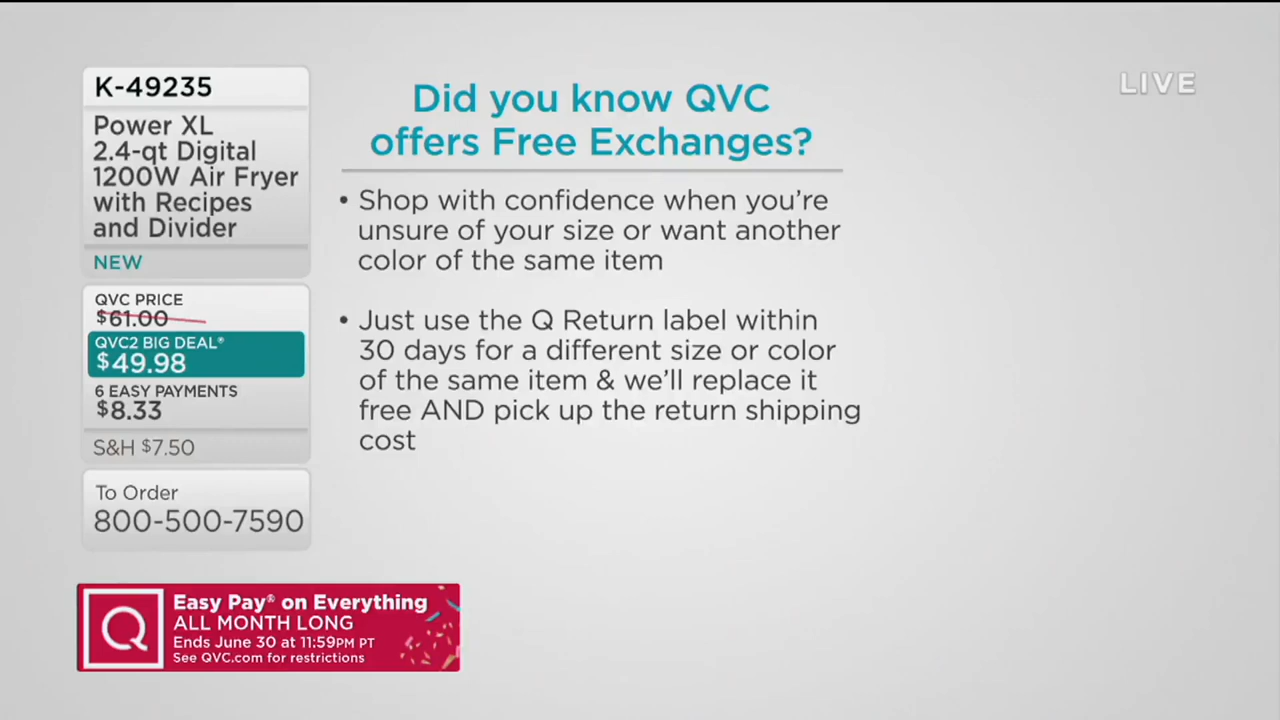 K-49235
Power XL
2.4-qt Digital
1200W Air Fryer
with Recipes
and Divider
NEW
QVC PRICE
$61.00
QVC2 BIG DEAL®
$49.98
6 EASY PAYMENTS
$8.33
S&H $7.50
To Order
800-500-7590
Did you know QVC
offers Free Exchanges?
• Shop with confidence when you’re
unsure of your size or want another
color of the same item
• Just use the Q Return label within
30 days for a different size or color
of the same item & we’ll replace it
free AND pick up the return shipping
cost
LIVE
Q
Easy Pay® on Everything
ALL MONTH LONG
Ends June 30 at 11:59PM PT
See QVC.com for restrictions